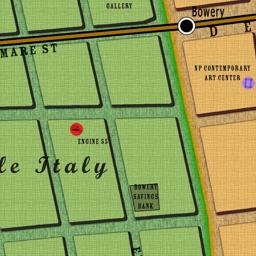 GALLERY
Bowery
D E
MARE ST
NP CONTEMPORARY
ART CENTER
ENGINE 55
le Italy
BOWERY
SAVINGS
BANK